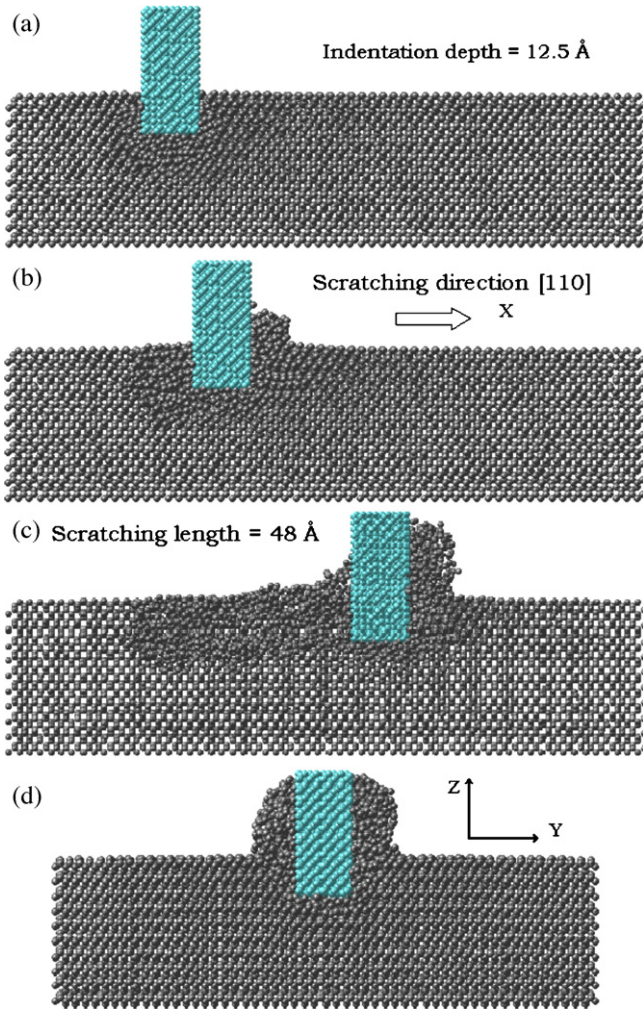 (a)
Indentation depth = 12.5 Å
(b)
Scratching direction [110]
X
(c) Scratching length = 48 Å
(d)
Z
Y